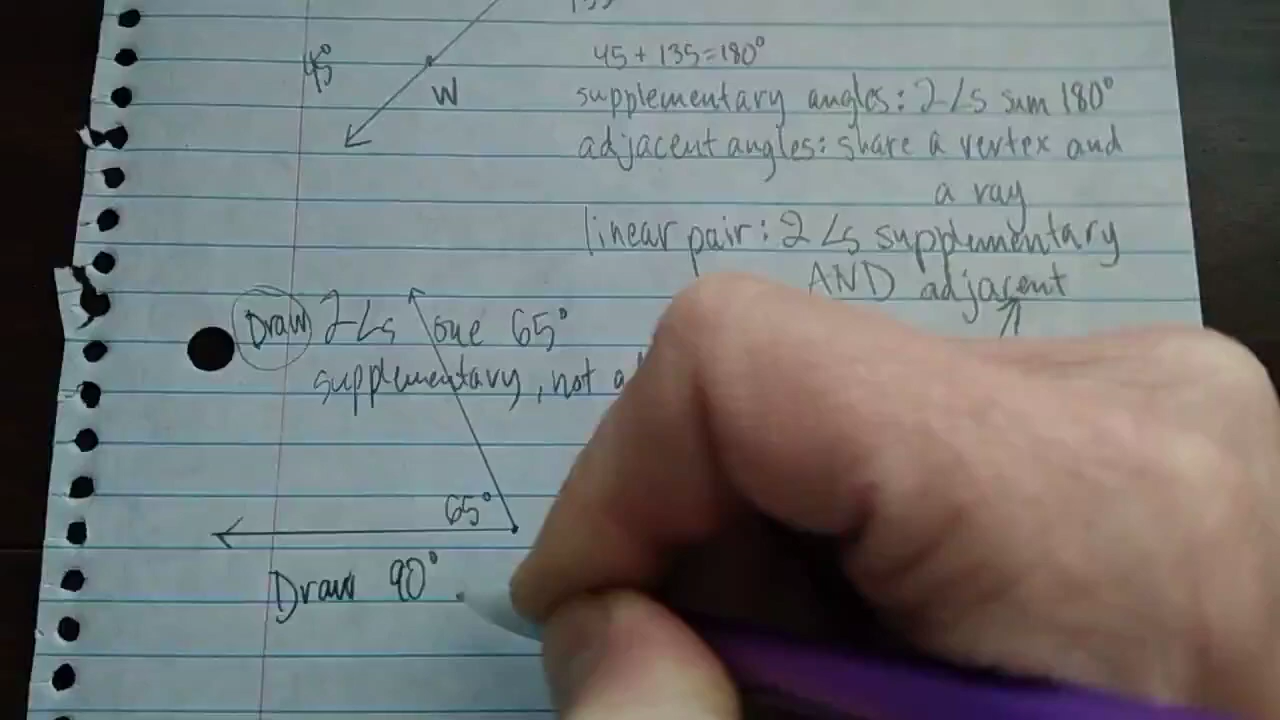 45°
W
45 + 135 = 180°
supplementary angles: 2 ∠s sum 180°
adjacent angles: share a vertex and
a ray
linear pair: 2 ∠s supplementary
AND adjacent
Draw 2 ∠s one 65°
supplementary, not
65°
Draw 90°